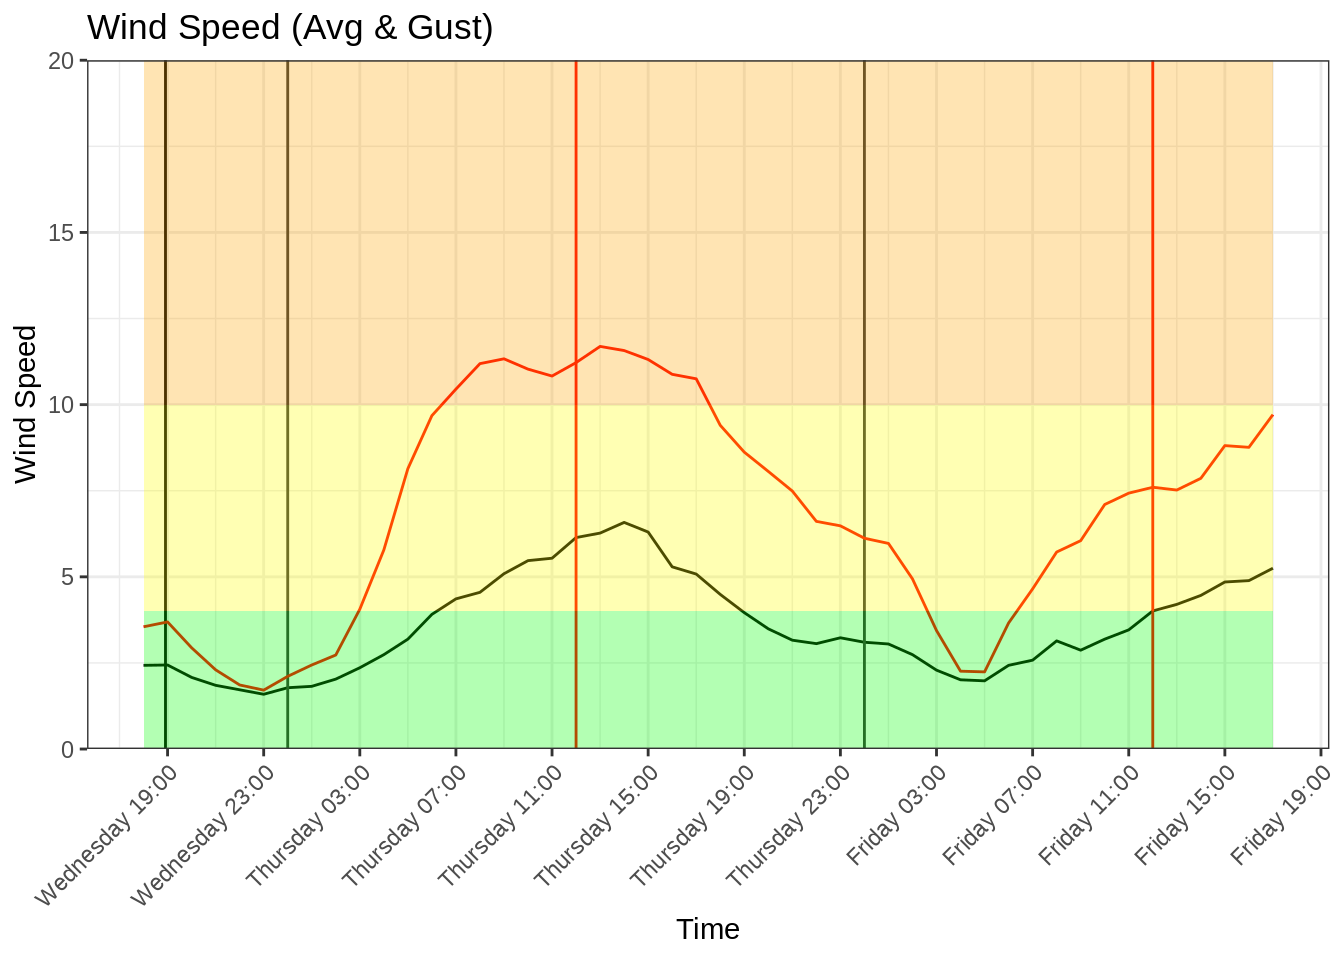 Wind Speed (Avg & Gust)
20
15
10
5
0
Wind Speed
Wednesday 19:00
Wednesday 23:00
Thursday 03:00
Thursday 07:00
Thursday 11:00
Thursday 15:00
Thursday 19:00
Thursday 23:00
Friday 03:00
Friday 07:00
Friday 11:00
Friday 15:00
Friday 19:00
Time